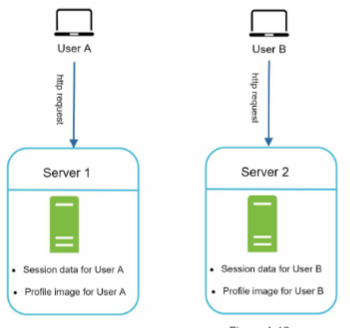 User A
User B
http request
http request
Server 1
Server 2
• Session data for User A
• Profile image for User A
• Session data for User B
• Profile image for User B